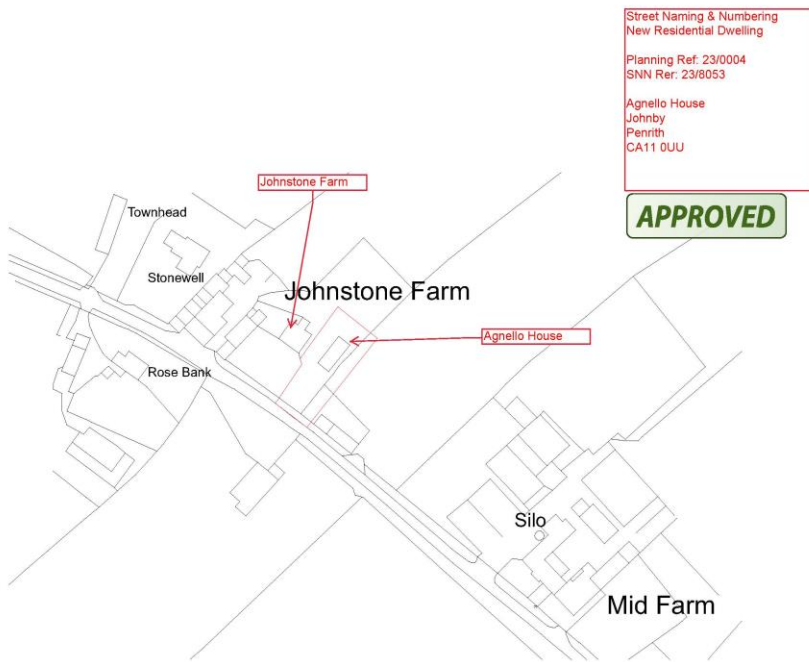 Street Naming & Numbering
New Residential Dwelling
Planning Ref: 23/0004
SNN Rer: 23/8053
Agnello House
Johnby
Penrith
CA11 0UU
APPROVED
Johnstone Farm
Townhead
Stonewell
Johnstone Farm
Agnello House
Rose Bank
Silo
Mid Farm